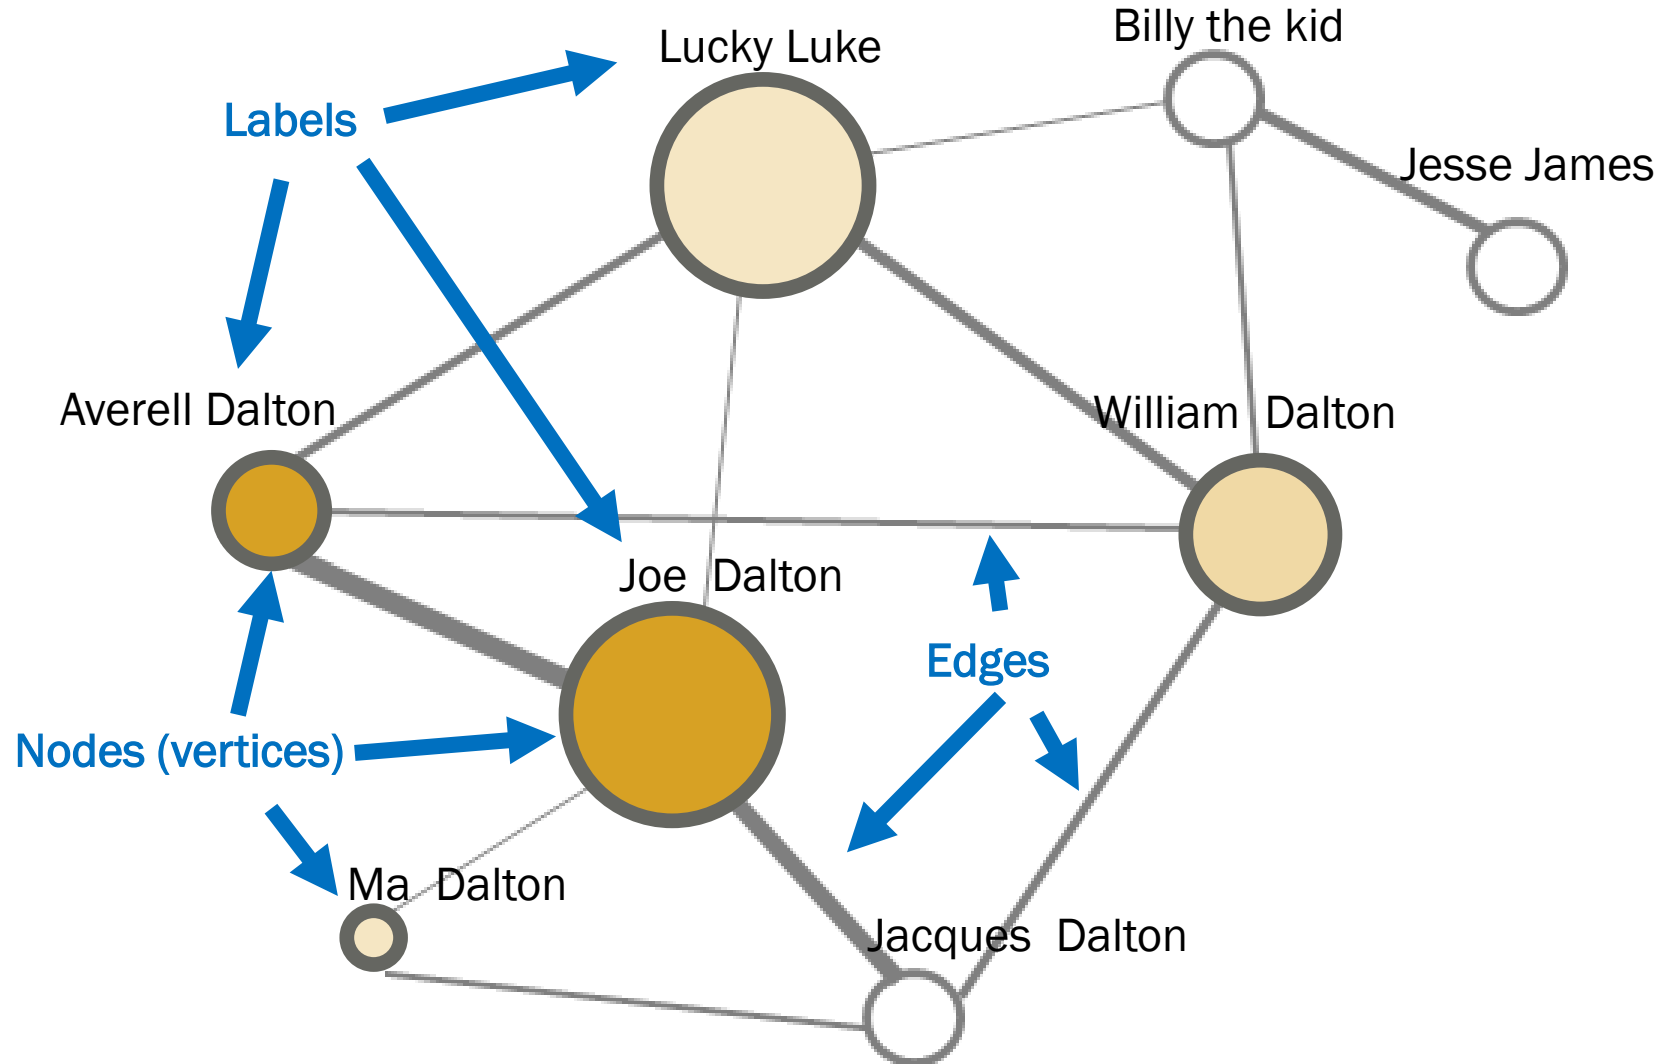 Billy the kid
Lucky Luke
Labels
Jesse James
Averell Dalton
William  Dalton
Joe  Dalton
Edges
Nodes (vertices)
Ma  Dalton
Jacques  Dalton